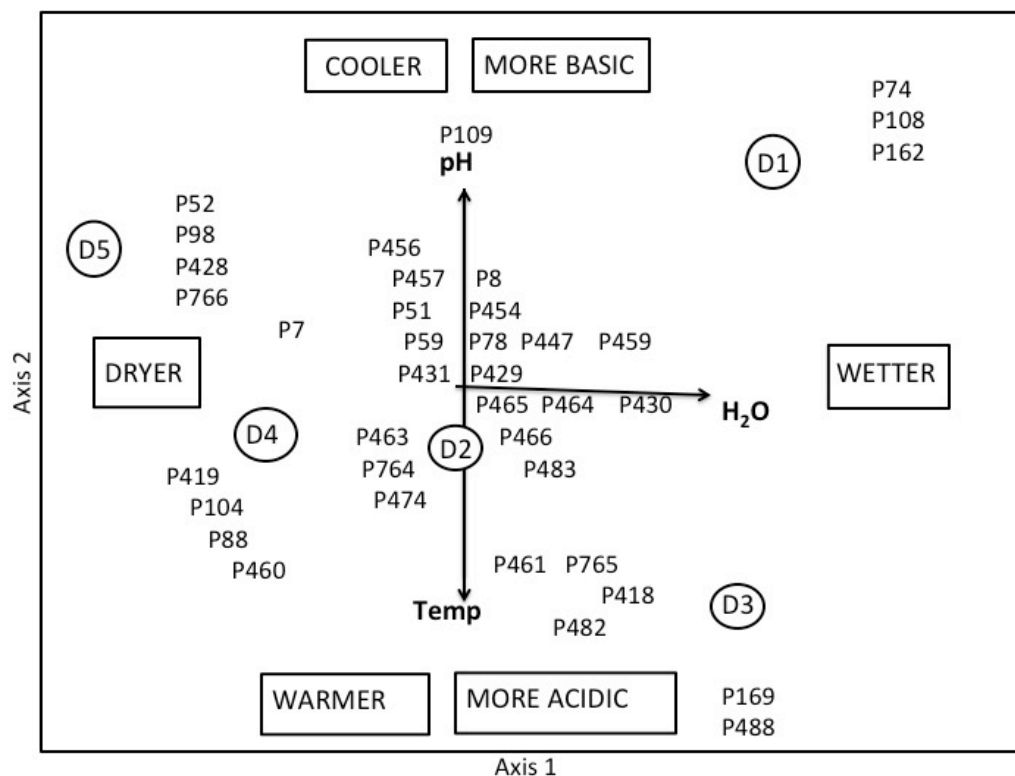 COOLER MORE BASIC
P74
P108
P162
P109
pH
D1
P52
P98
P428
P766
D5
P456
P457 P8
P51 P454
P7
P59 P78 P447 P459
DRYER
P431 P429
WETTER
Axis 2
P465 P464 P430
H₂O
D4
P463 D2 P466
P764 P483
P419
P474
P104
P88
P460
P461 P765
P418
D3
Temp
P482
WARMER MORE ACIDIC
P169
P488
Axis 1